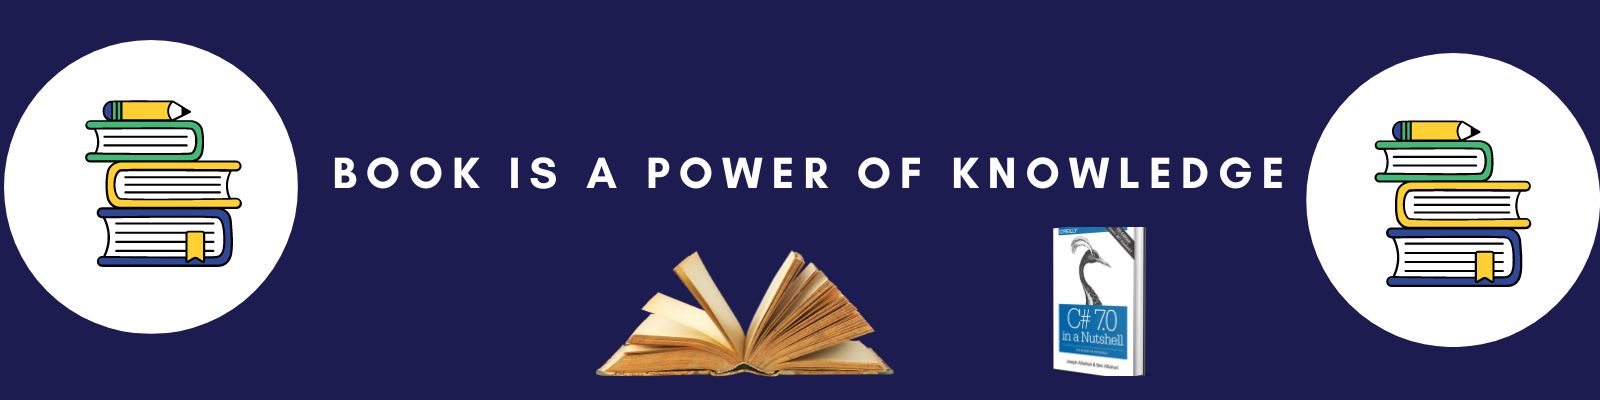 BOOK IS A POWER OF KNOWLEDGE
O'REILLY
C# 7.0
in a Nutshell
Joseph Albahari & Ben Albahari